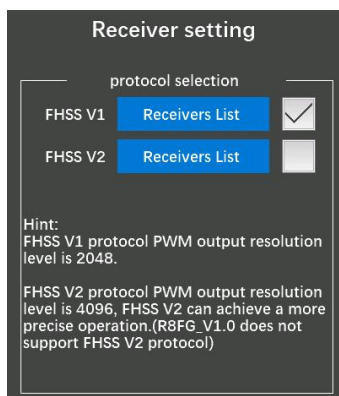 Receiver setting
protocol selection
FHSS V1 Receivers List
FHSS V2 Receivers List
Hint:
FHSS V1 protocol PWM output resolution
level is 2048.
FHSS V2 protocol PWM output resolution
level is 4096, FHSS V2 can achieve a more
precise operation.(R8FG_V1.0 does not
support FHSS V2 protocol)